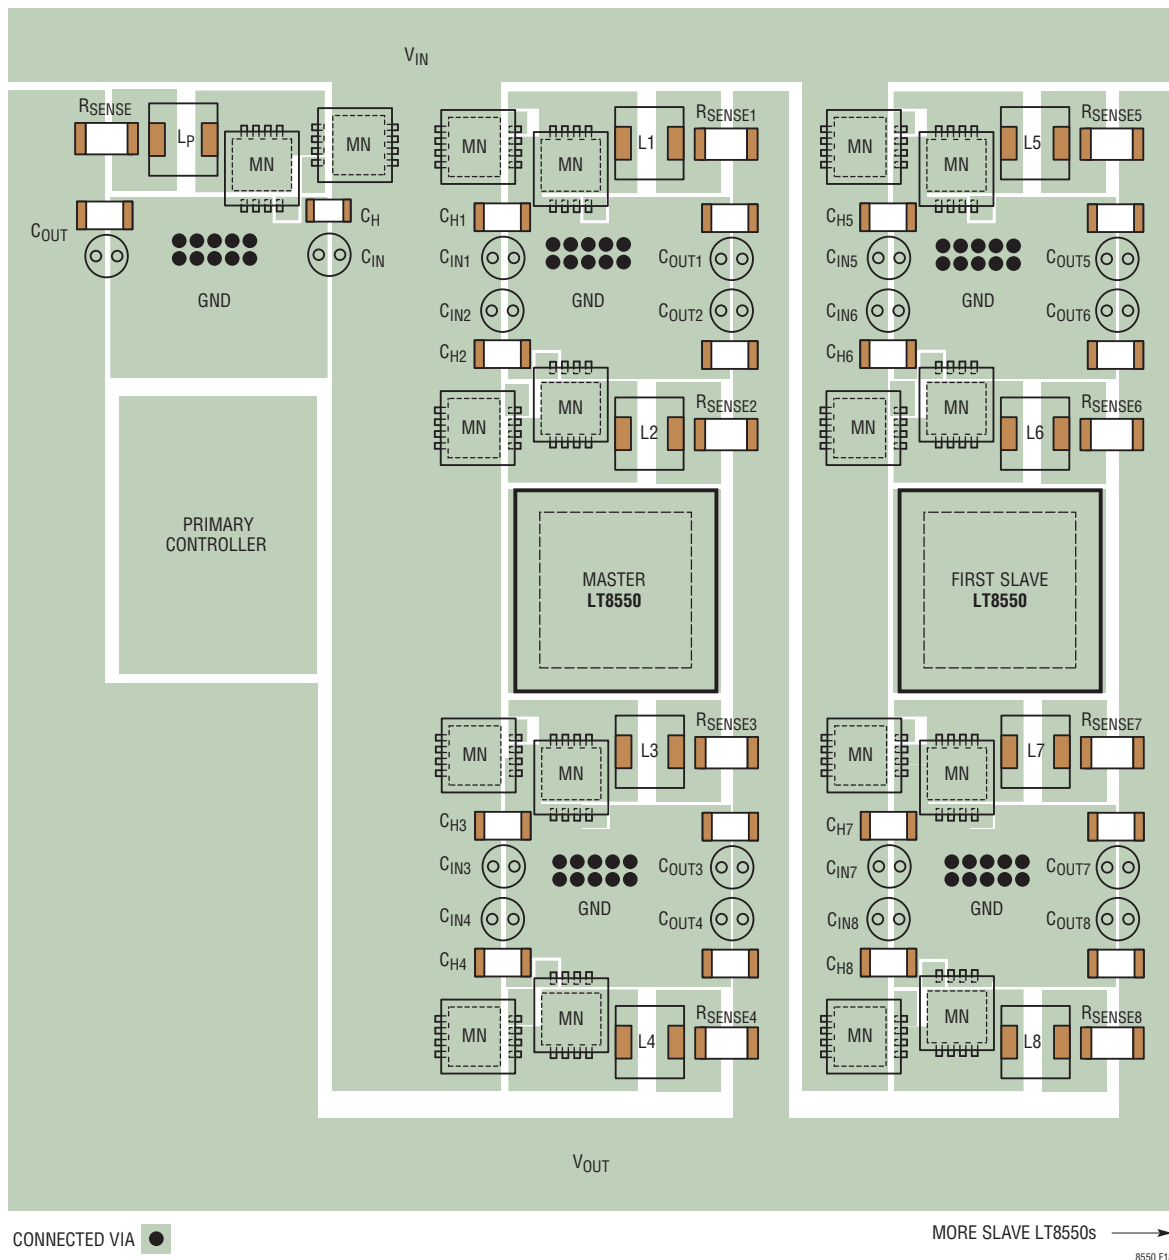 VIN
RSENSE
LP
MN
MN
COUT
CH
CIN
GND
PRIMARY
CONTROLLER
MN
MN
L1
RSENSE1
CH1
CIN1
COUT1
GND
CIN2
COUT2
CH2
MN
MN
L2
RSENSE2
MASTER
LT8550
MN
MN
L3
RSENSE3
CH3
CIN3
COUT3
GND
CIN4
COUT4
CH4
MN
MN
L4
RSENSE4
MN
MN
L5
RSENSE5
CH5
CIN5
COUT5
GND
CIN6
COUT6
CH6
MN
MN
L6
RSENSE6
FIRST SLAVE
LT8550
MN
MN
L7
RSENSE7
CH7
CIN7
COUT7
GND
CIN8
COUT8
CH8
MN
MN
L8
RSENSE8
VOUT
CONNECTED VIA
MORE SLAVE LT8550s